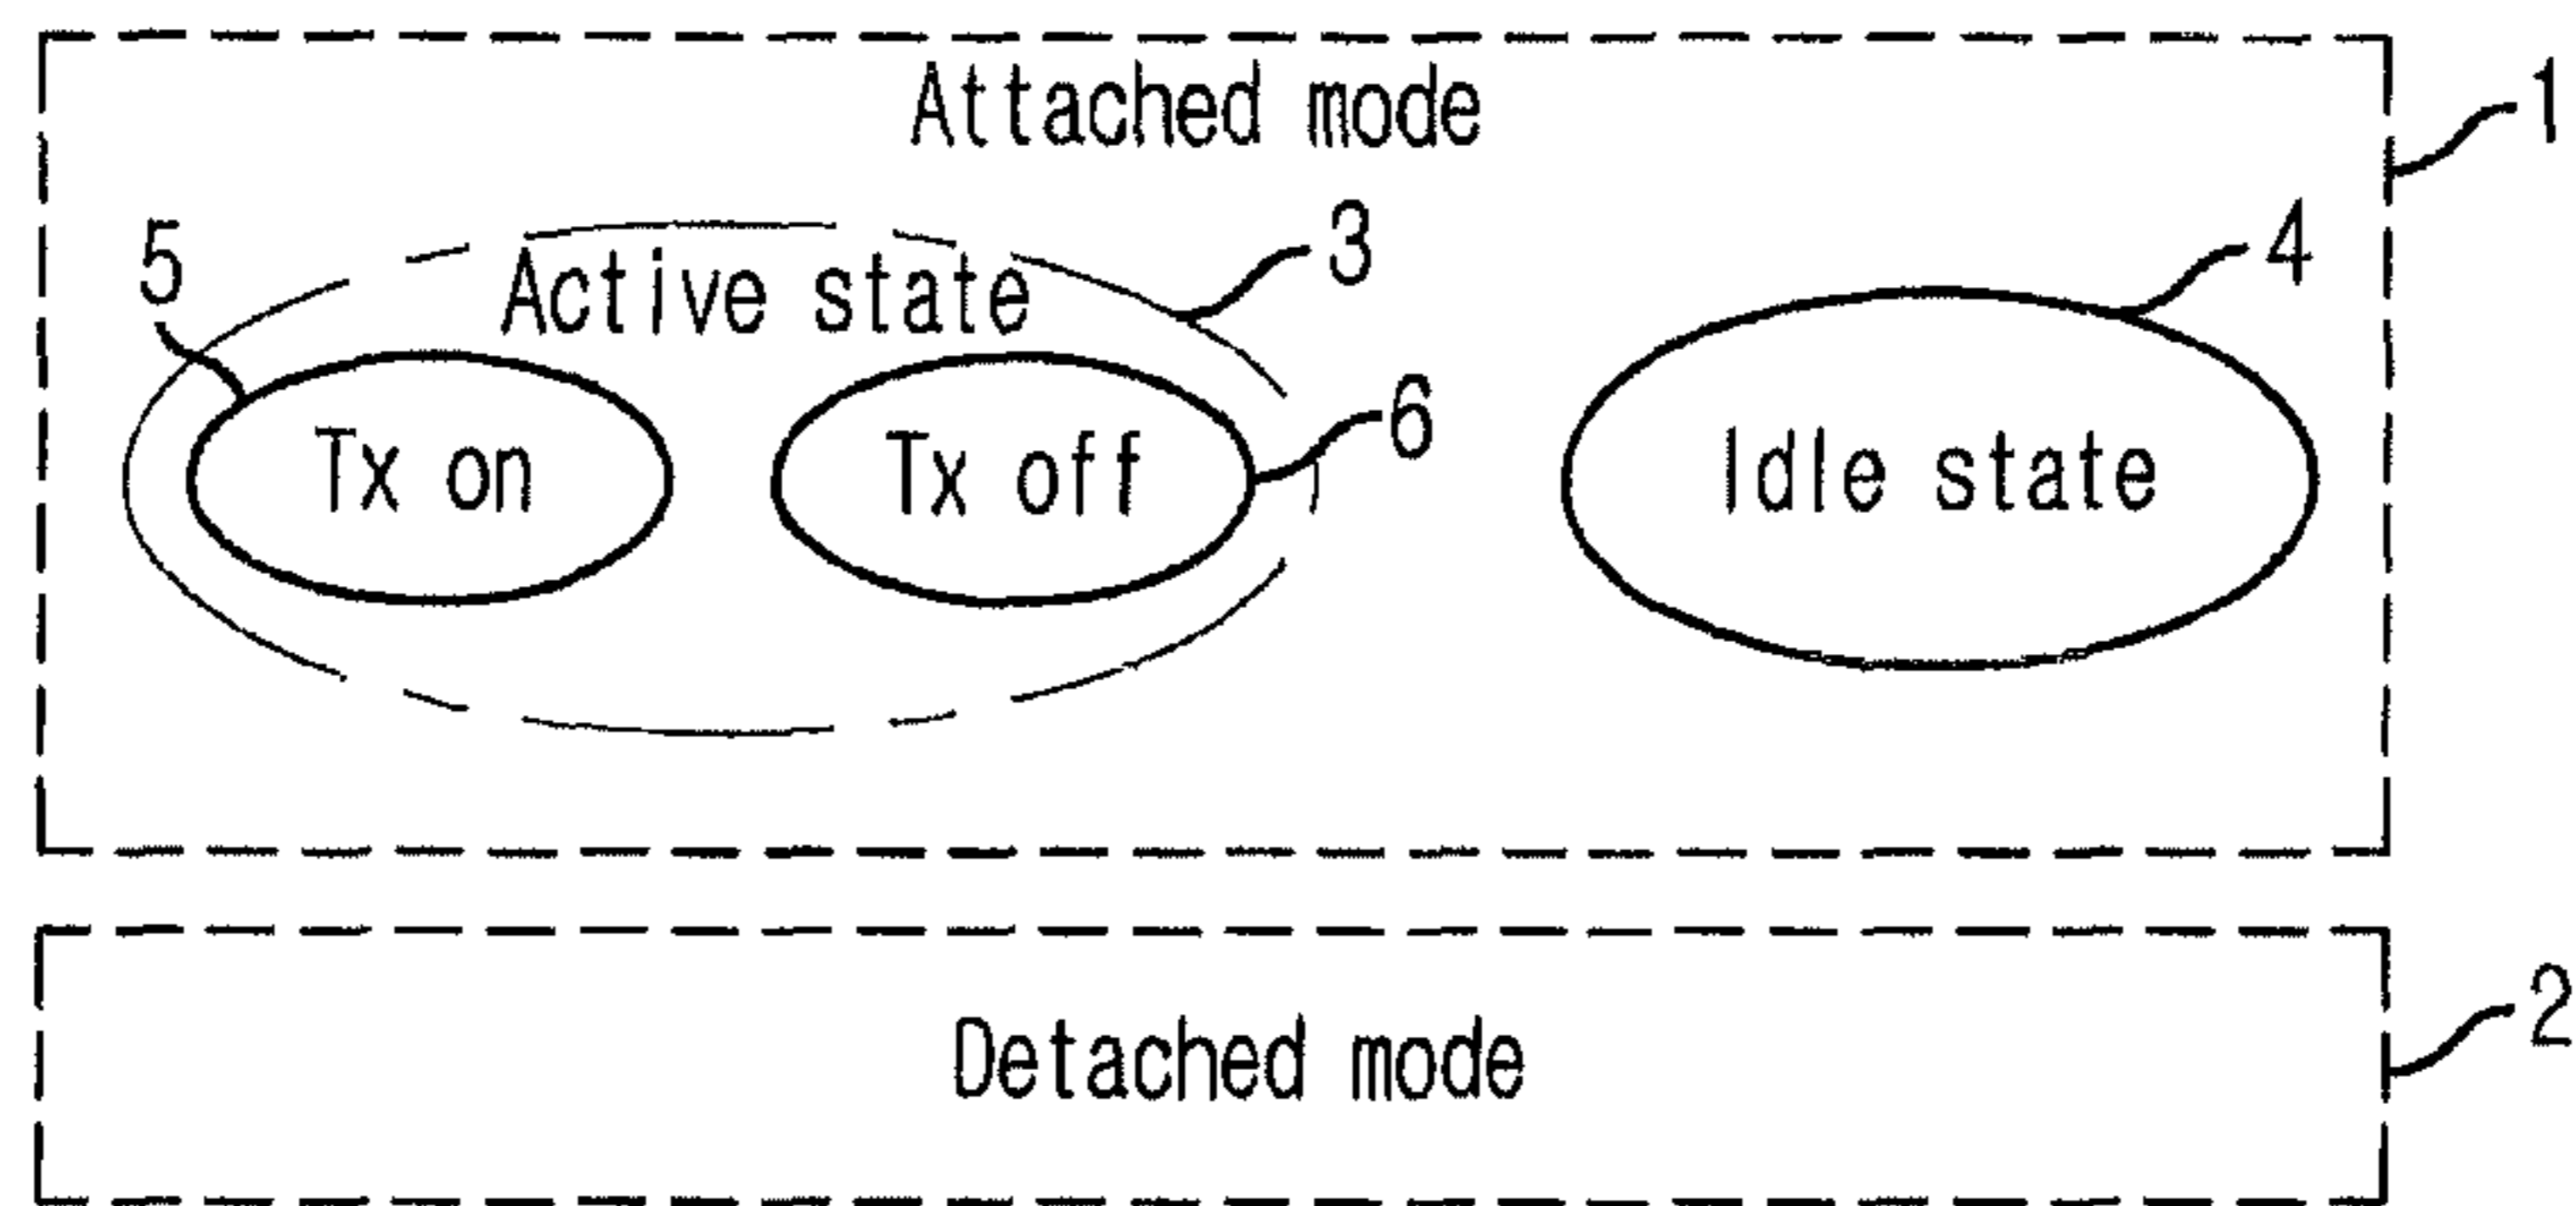 Attached mode
1
Active state
3
4
5
Tx on
Tx off
6
Idle state
Detached mode
2